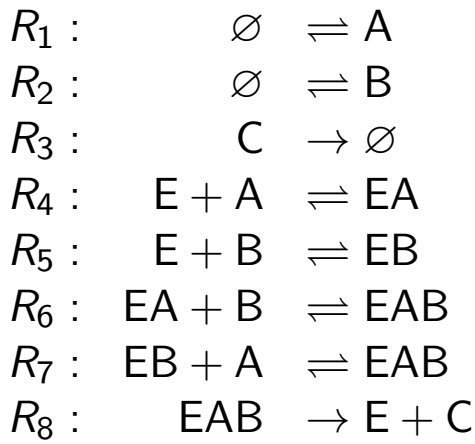 R₁ : ∅ ⇌ A
R₂ : ∅ ⇌ B
R₃ : C → ∅
R₄ : E + A ⇌ EA
R₅ : E + B ⇌ EB
R₆ : EA + B ⇌ EAB
R₇ : EB + A ⇌ EAB
R₈ : EAB → E + C